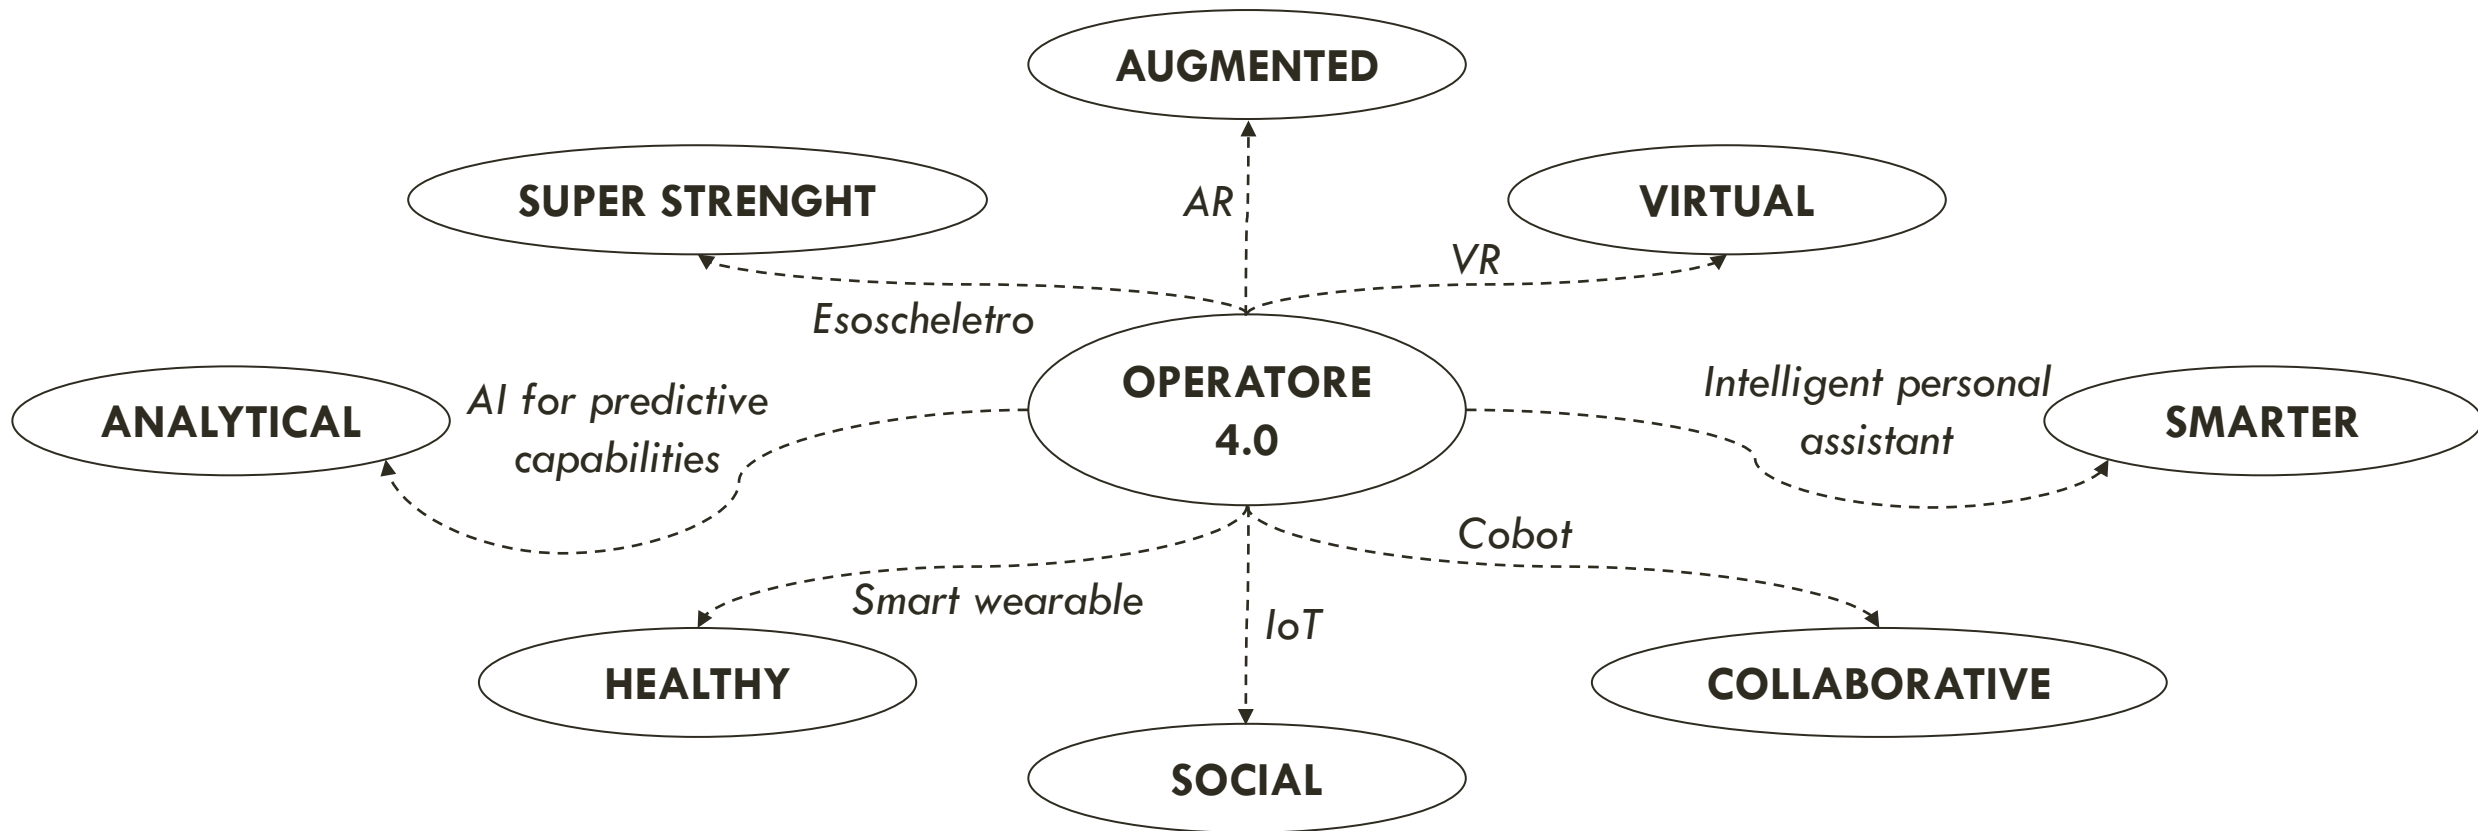 AUGMENTED
SUPER STRENGHT
AR
VIRTUAL
VR
Esoscheletro
OPERATORE
4.0
ANALYTICAL
AI for predictive
capabilities
Intelligent personal
assistant
SMARTER
Cobot
Smart wearable
IoT
HEALTHY
COLLABORATIVE
SOCIAL